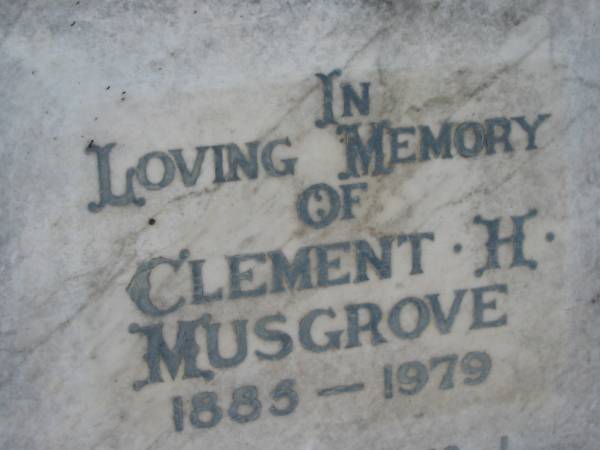 IN
LOVING MEMORY
OF
CLEMENT · H ·
MUSGROVE
1885 — 1979